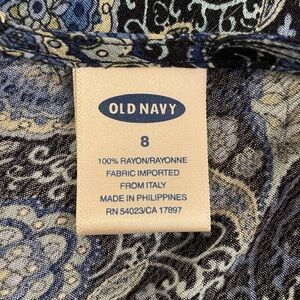 OLD NAVY
8
100% RAYON/RAYONNE
FABRIC IMPORTED
FROM ITALY
MADE IN PHILIPPINES
RN 54023/CA 17897